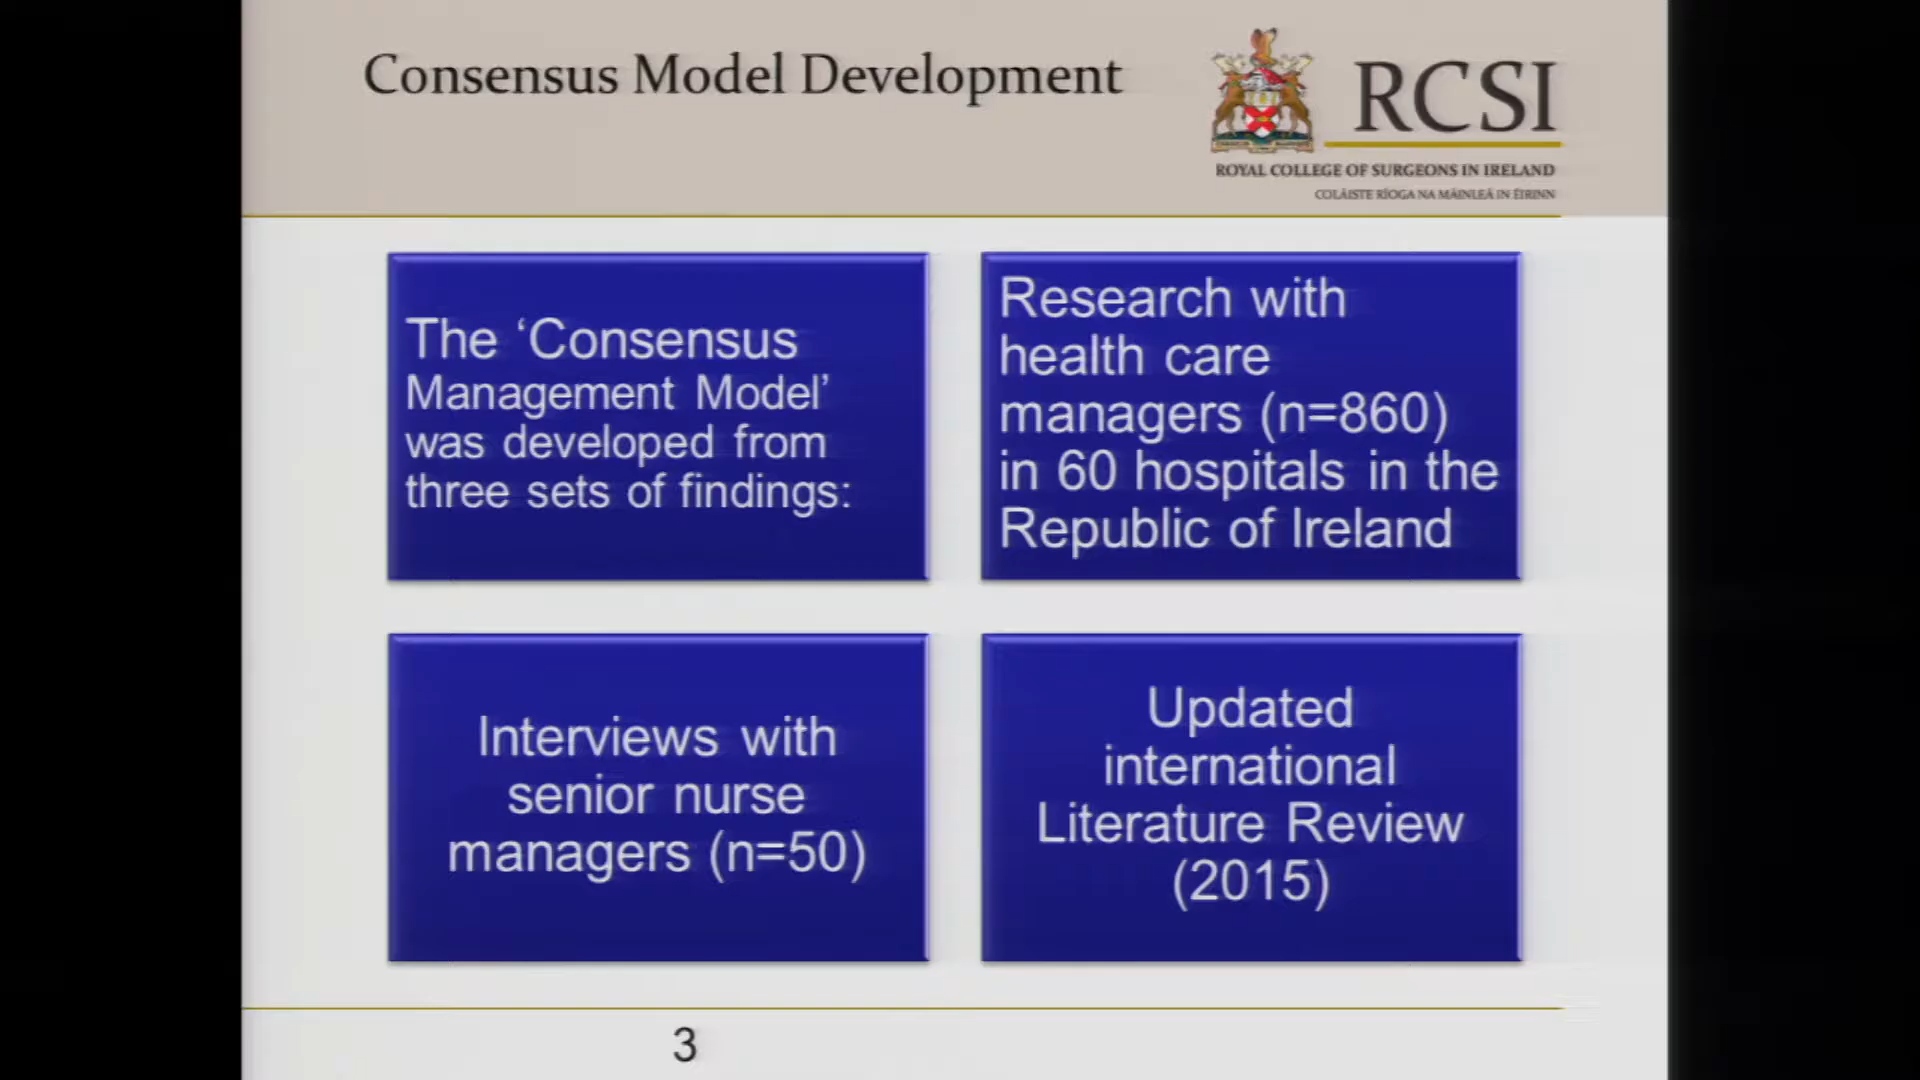 Consensus Model Development
RCSI
ROYAL COLLEGE OF SURGEONS IN IRELAND
COLÁISTE RÍOGA NA MÁINLEÁ IN ÉIRINN
The ‘Consensus
Management Model’
was developed from
three sets of findings:
Research with
health care
managers (n=860)
in 60 hospitals in the
Republic of Ireland
Interviews with
senior nurse
managers (n=50)
Updated
international
Literature Review
(2015)
3